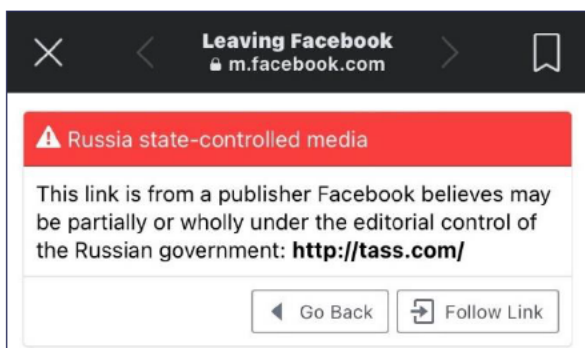 Leaving Facebook
m.facebook.com
Russia state-controlled media
This link is from a publisher Facebook believes may
be partially or wholly under the editorial control of
the Russian government: http://tass.com/
Go Back Follow Link